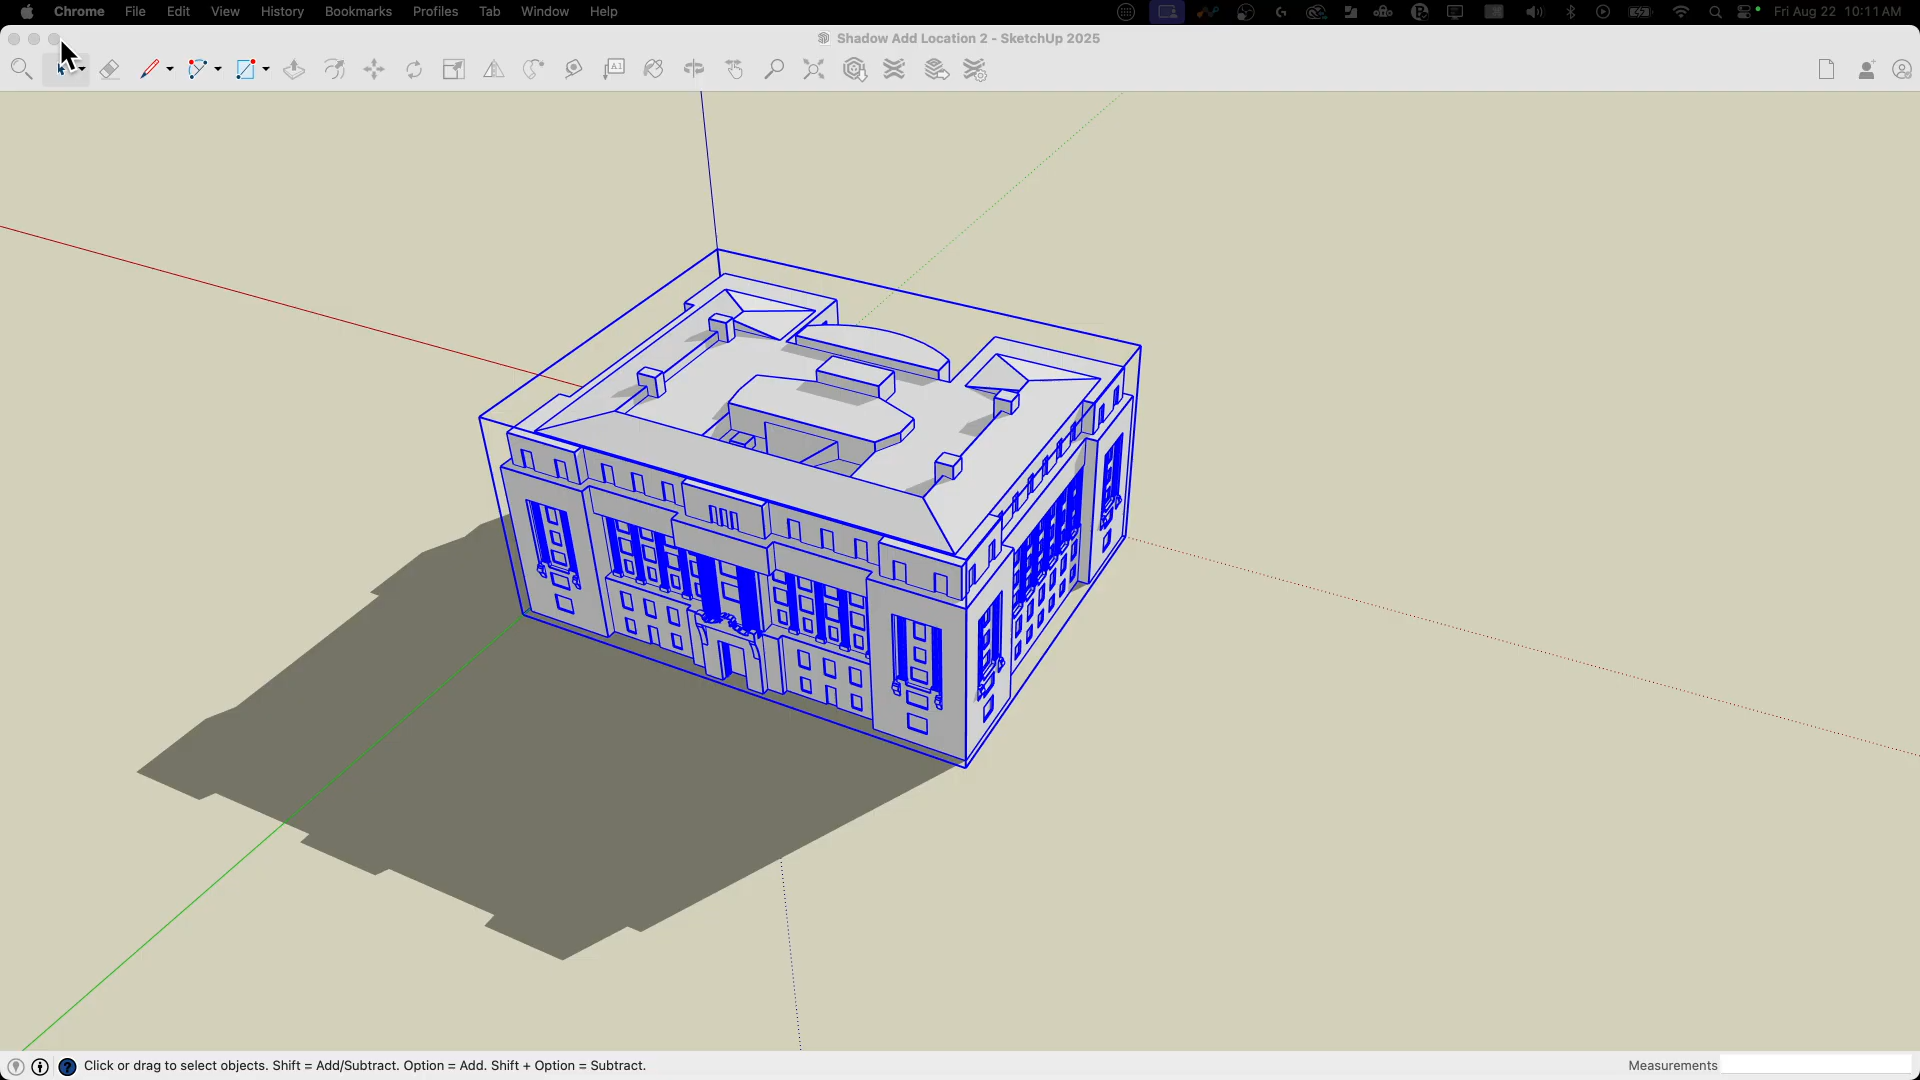 Chrome File Edit View History Bookmarks Profiles Tab Window Help Fri Aug 22 10:11 AM
Shadow Add Location 2 - SketchUp 2025
A1
Click or drag to select objects. Shift = Add/Subtract. Option = Add. Shift + Option = Subtract.
Measurements